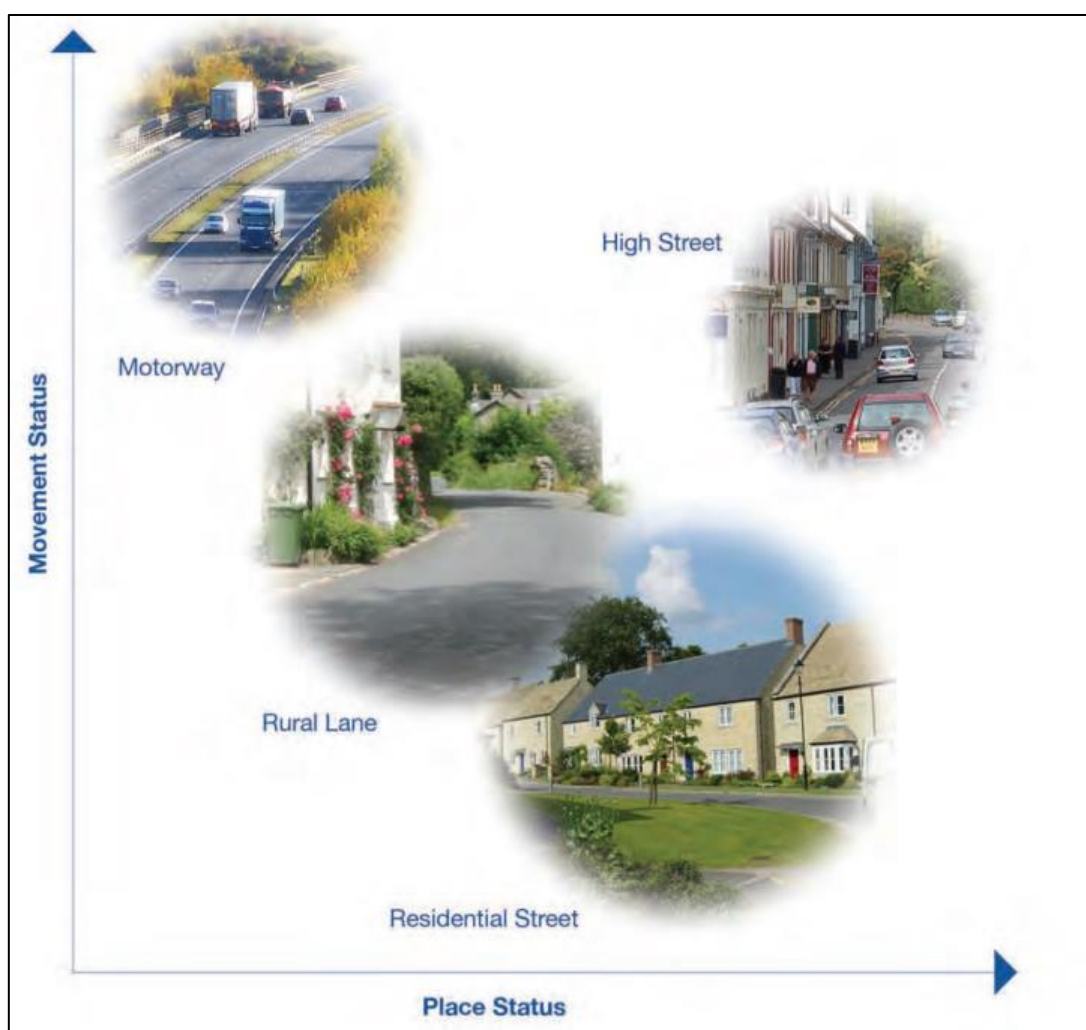 High Street
Motorway
Movement Status
Rural Lane
Residential Street
Place Status